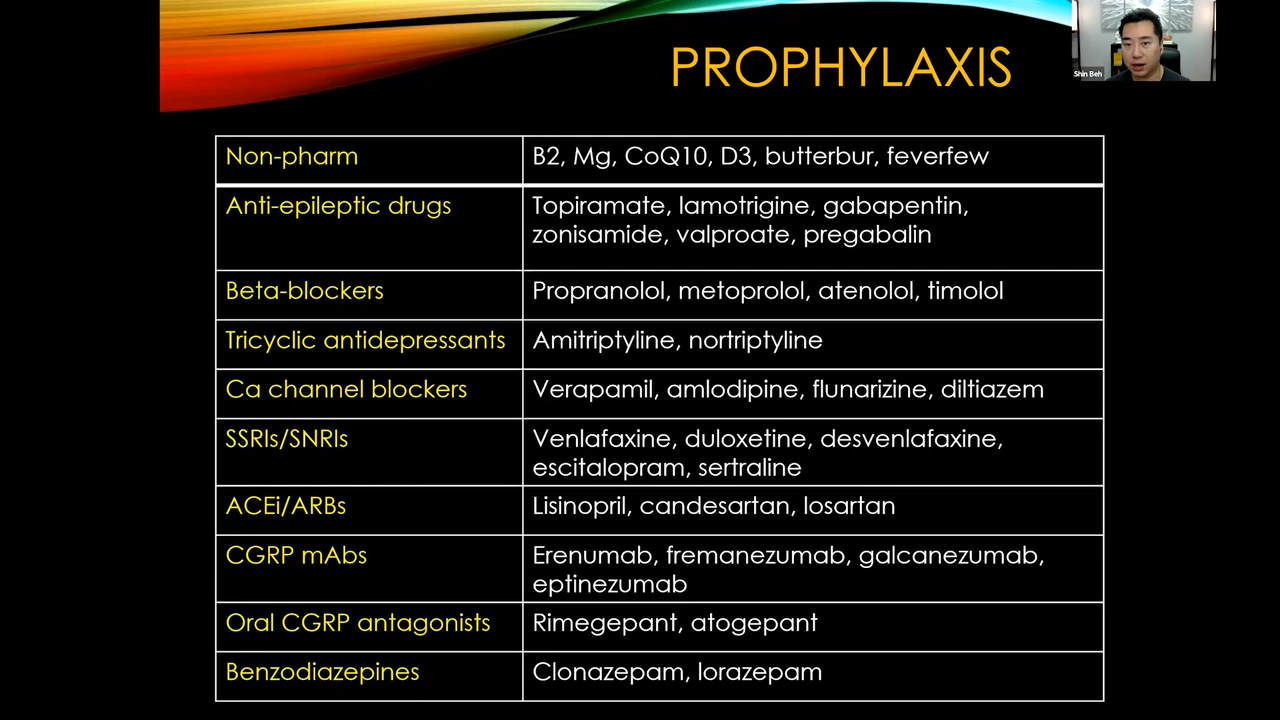 PROPHYLAXIS
Shin Beh
Non-pharm
B2, Mg, CoQ10, D3, butterbur, feverfew
Anti-epileptic drugs
Topiramate, lamotrigine, gabapentin,
zonisamide, valproate, pregabalin
Beta-blockers
Propranolol, metoprolol, atenolol, timolol
Tricyclic antidepressants
Amitriptyline, nortriptyline
Ca channel blockers
Verapamil, amlodipine, flunarizine, diltiazem
SSRIs/SNRIs
Venlafaxine, duloxetine, desvenlafaxine,
escitalopram, sertraline
ACEi/ARBs
Lisinopril, candesartan, losartan
CGRP mAbs
Erenumab, fremanezumab, galcanezumab,
eptinezumab
Oral CGRP antagonists
Rimegepant, atogepant
Benzodiazepines
Clonazepam, lorazepam